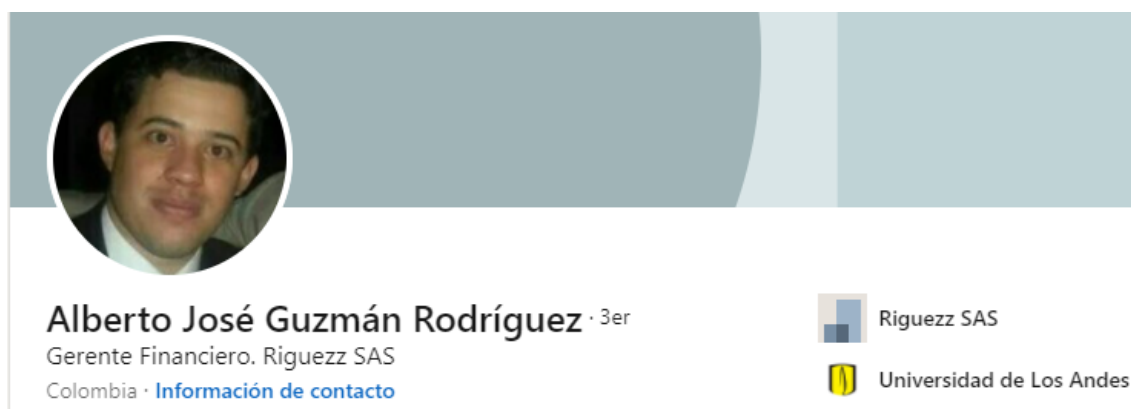 Alberto José Guzmán Rodríguez · 3er
Gerente Financiero. Riguezz SAS
Colombia · Información de contacto
Riguezz SAS
Universidad de Los Andes